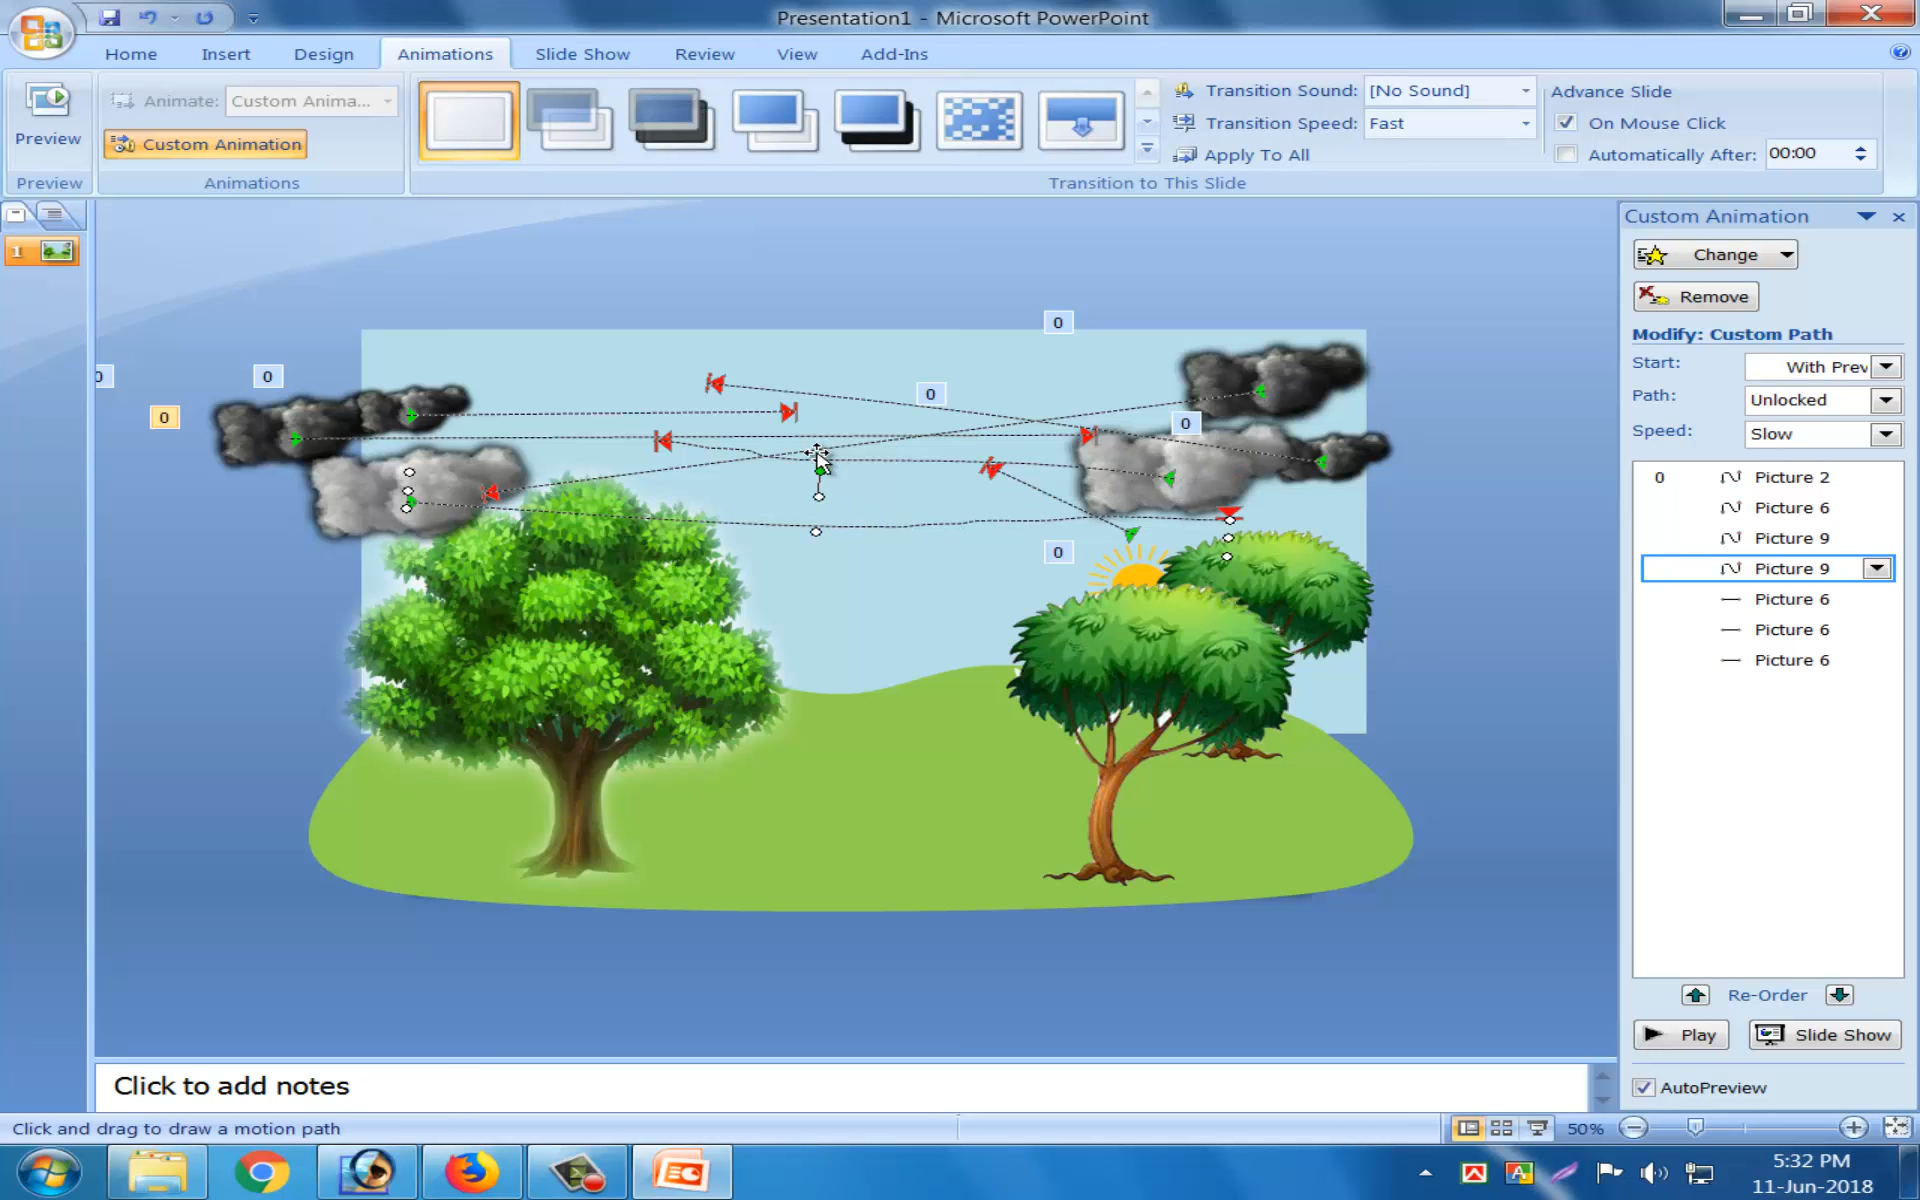 Presentation1 - Microsoft PowerPoint
Home Insert Design Animations Slide Show Review View Add-Ins
Preview
Animate: Custom Anima...
Custom Animation
Transition Sound: [No Sound]
Transition Speed: Fast
Apply To All
Advance Slide
On Mouse Click
Automatically After: 00:00
Preview Animations Transition to This Slide
1
0
0
0
0
0
0
0
Custom Animation
Change
Remove
Modify: Custom Path
Start: With Prev
Path: Unlocked
Speed: Slow
0 Picture 2
Picture 6
Picture 9
Picture 9
Picture 6
Picture 6
Picture 6
Re-Order
Play Slide Show
AutoPreview
Click to add notes
Click and drag to draw a motion path
50%
5:32 PM
11-Jun-2018